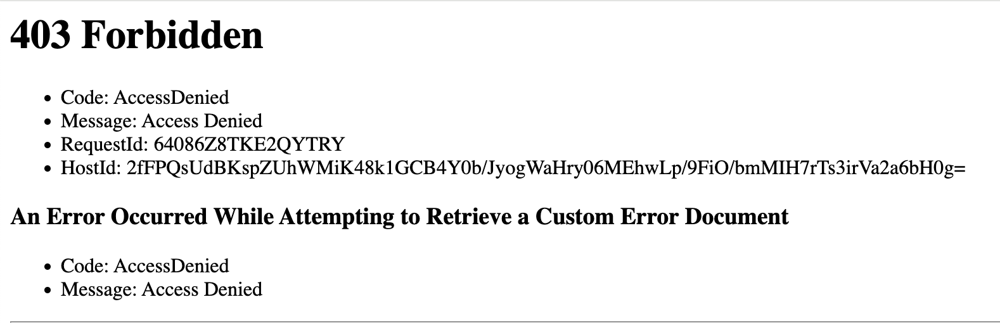 403 Forbidden
Code: AccessDenied
Message: Access Denied
RequestId: 64086Z8TKE2QYTRY
HostId: 2fFPQsUdBKspZUhWMiK48k1GCB4Y0b/JyogWaHry06MEhwLp/9FiO/bmMIH7rTs3irVa2a6bH0g=
An Error Occurred While Attempting to Retrieve a Custom Error Document
Code: AccessDenied
Message: Access Denied